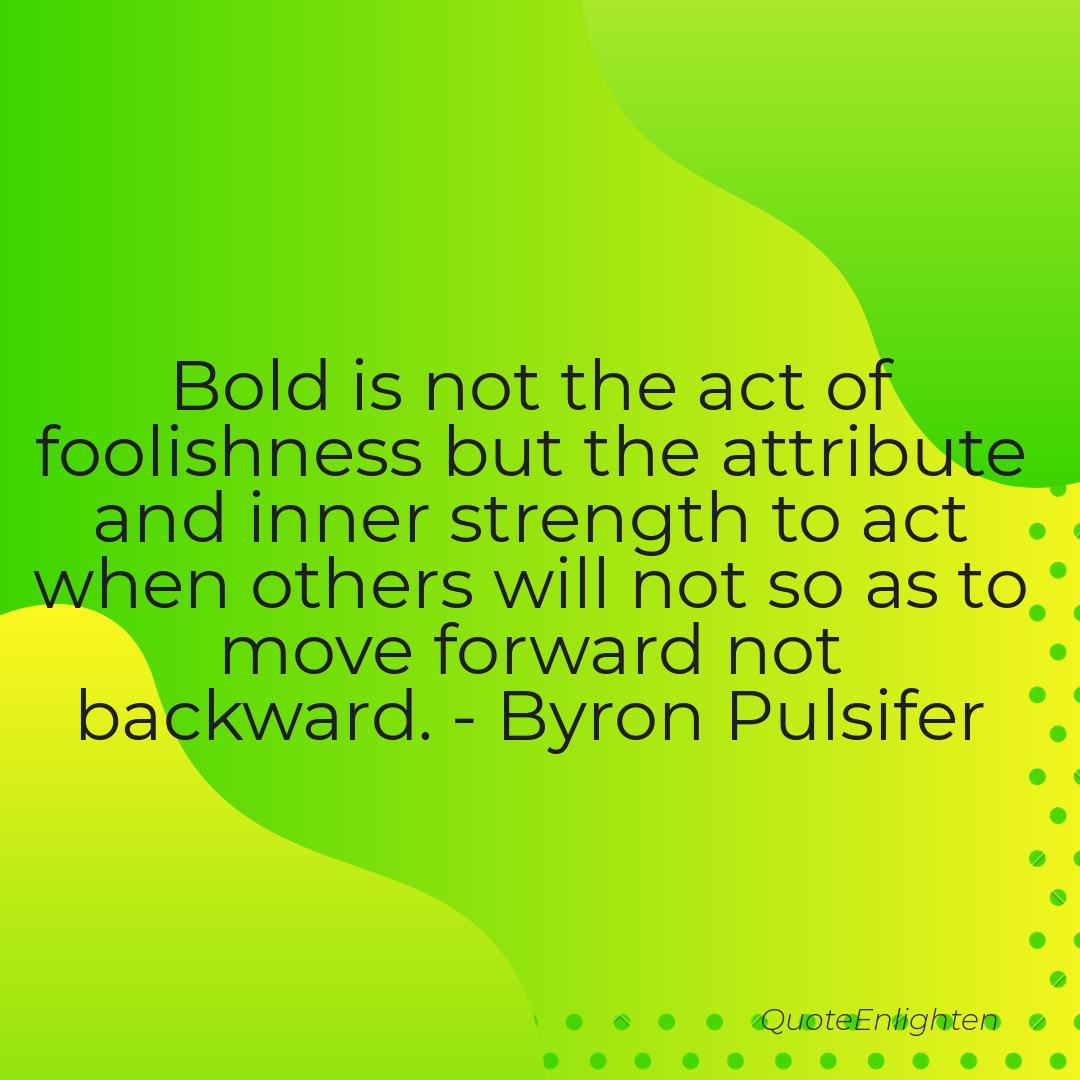 Bold is not the act of
foolishness but the attribute
and inner strength to act
when others will not so as to
move forward not
backward. - Byron Pulsifer
QuoteEnlighten